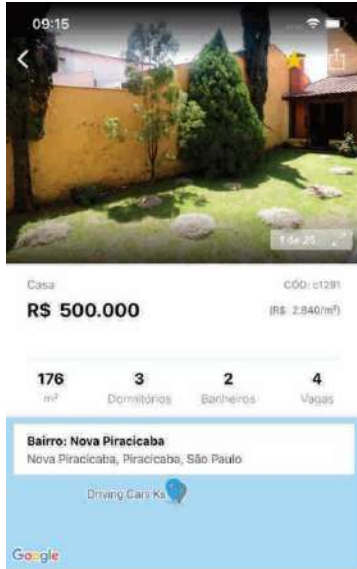 09:15
1 de 25
Casa
CÓD: c1291
R$ 500.000
(R$ 2.840/m²)
176
3
2
4
m²
Dormitórios
Banheiros
Vagas
Bairro: Nova Piracicaba
Nova Piracicaba, Piracicaba, São Paulo
Driving Cars Ks
Google